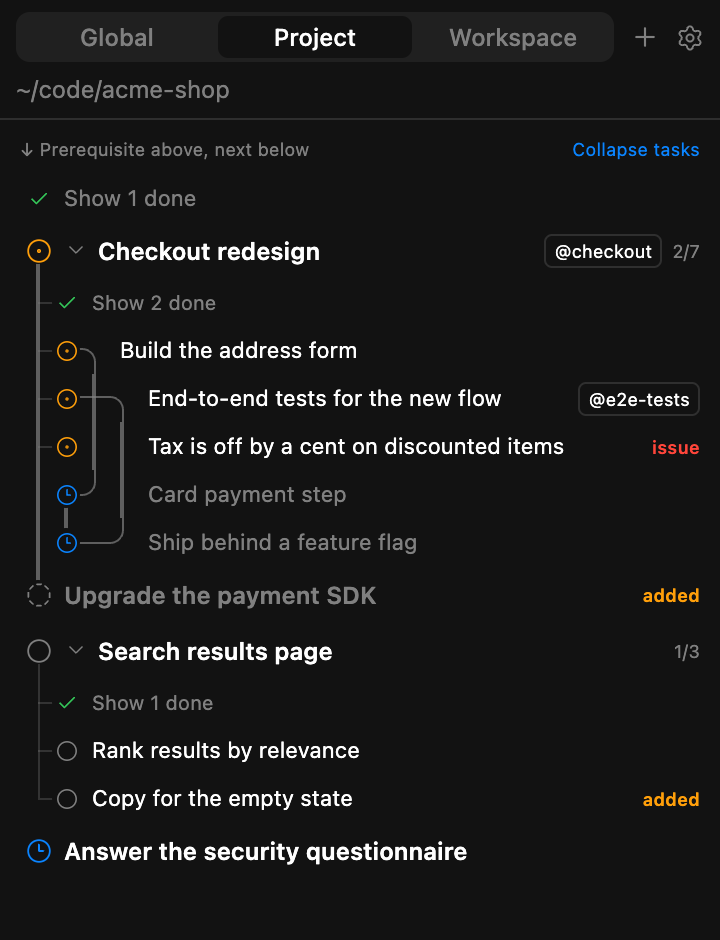 Global Project Workspace
~/code/acme-shop
↓ Prerequisite above, next below Collapse tasks
Show 1 done
Checkout redesign @checkout 2/7
Show 2 done
Build the address form
End-to-end tests for the new flow @e2e-tests
Tax is off by a cent on discounted items issue
Card payment step
Ship behind a feature flag
Upgrade the payment SDK added
Search results page 1/3
Show 1 done
Rank results by relevance
Copy for the empty state added
Answer the security questionnaire